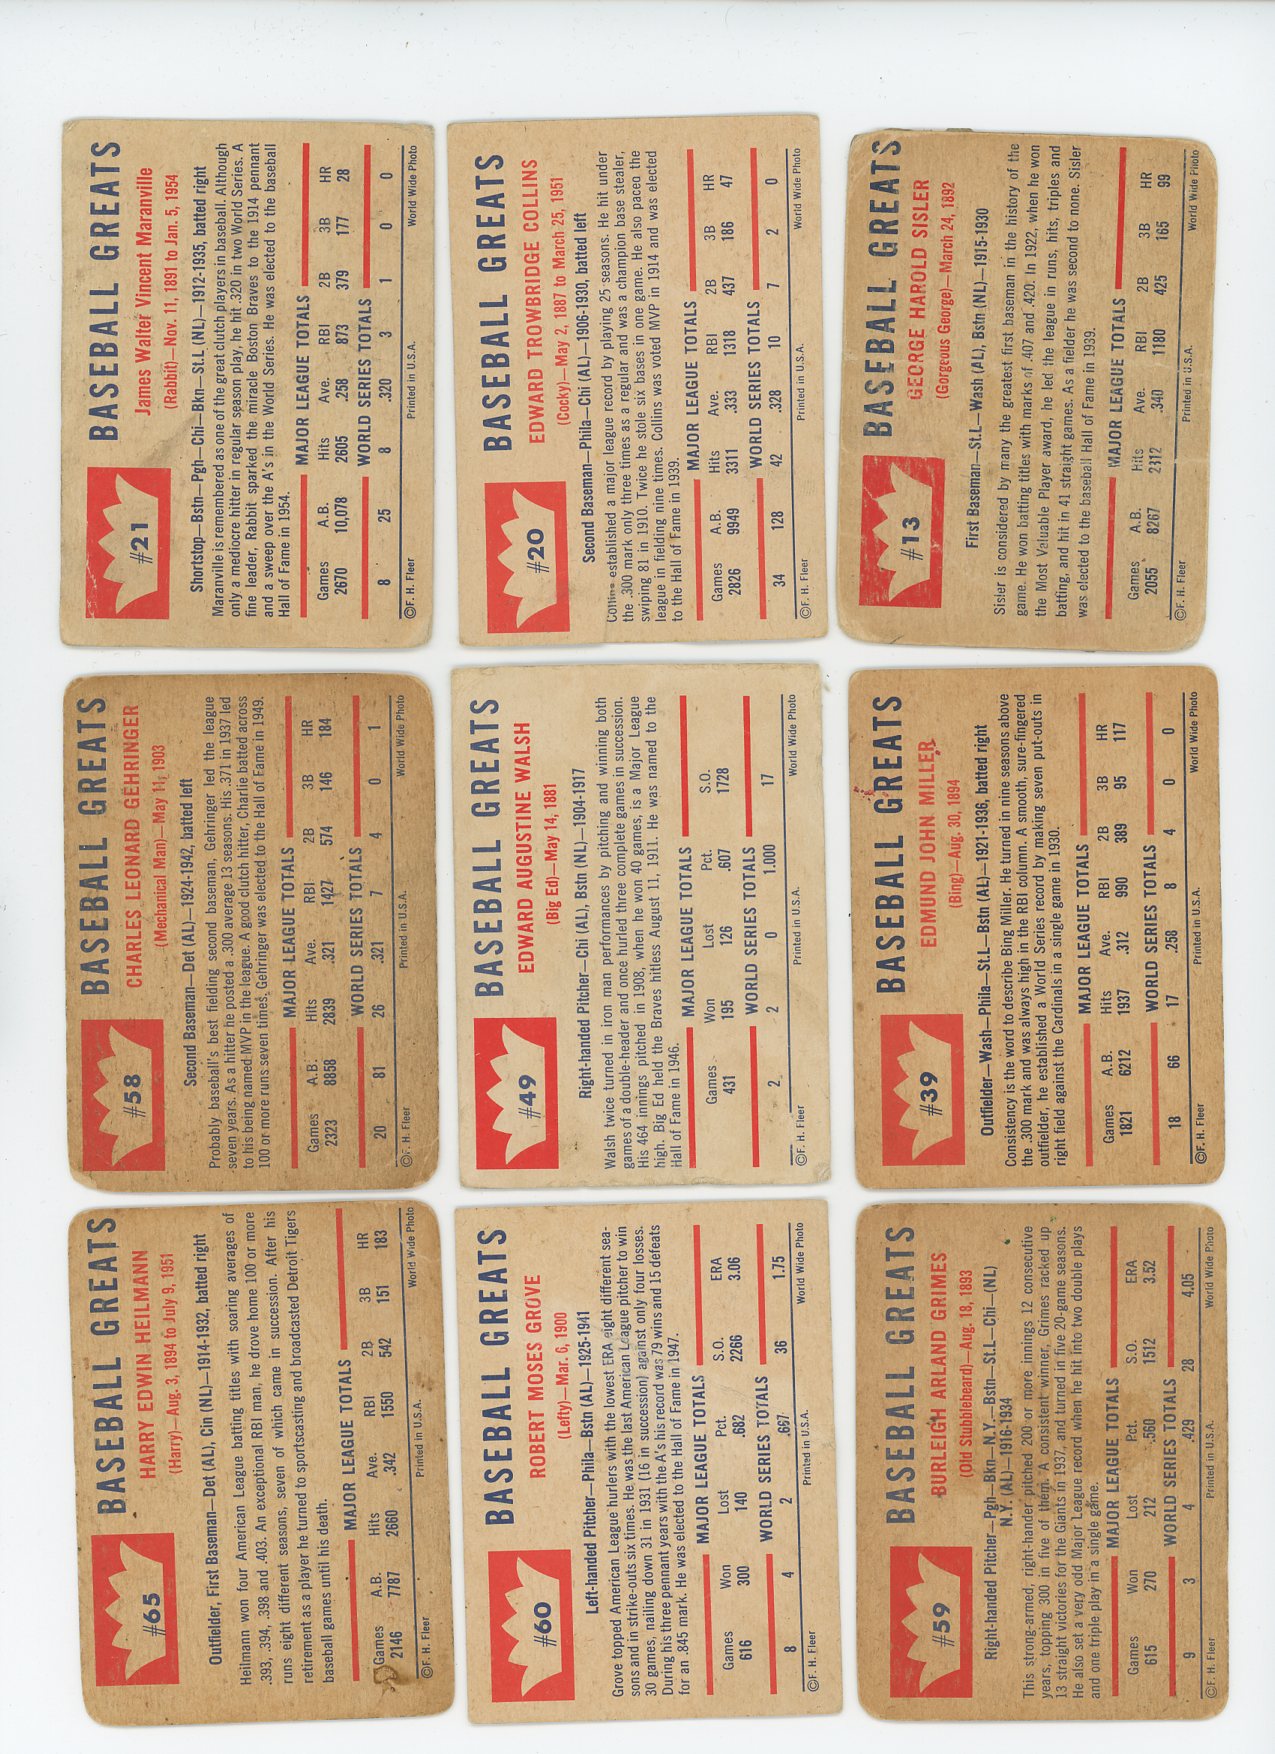 BASEBALL GREATS
#21
James Walter Vincent Maranville
(Rabbit)—Nov. 11, 1891 to Jan. 5, 1954
Shortstop—Bstn—Pgh—Chi—Bkn—St.L (NL)—1912-1935, batted right
Maranville is remembered as one of the great clutch players in baseball. Although
only a mediocre hitter in regular season play, he hit .320 in two World Series. A
fine leader, Rabbit sparked the miracle Boston Braves to the 1914 pennant
and a sweep over the A's in the World Series. He was elected to the baseball
Hall of Fame in 1954.
MAJOR LEAGUE TOTALS
Games A.B. Hits Ave. RBI 2B 3B HR
2670 10,078 2605 .258 873 379 177 28
WORLD SERIES TOTALS
8 25 8 .320 3 1 0 0
©F. H. Fleer Printed in U.S.A. World Wide Photo
BASEBALL GREATS
#20
EDWARD TROWBRIDGE COLLINS
(Cocky)—May 2, 1887 to March 25, 1951
Second Baseman—Phila—Chi (AL)—1906-1930, batted left
Collins established a major league record by playing 25 seasons. He hit under
the .300 mark only three times as a regular and was a champion base stealer,
swiping 81 in 1910. Twice he stole six bases in one game. He also paced the
league in fielding nine times. Collins was voted MVP in 1914 and was elected
to the Hall of Fame in 1939.
MAJOR LEAGUE TOTALS
Games A.B. Hits Ave. RBI 2B 3B HR
2826 9949 3311 .333 1318 437 186 47
WORLD SERIES TOTALS
34 128 42 .328 10 7 2 0
©F. H. Fleer Printed in U.S.A. World Wide Photo
BASEBALL GREATS
#13
GEORGE HAROLD SISLER
(Gorgeous George)—March 24, 1892
First Baseman—St.L—Wash (AL), Bstn (NL)—1915-1930
Sisler is considered by many the greatest first baseman in the history of the
game. He won batting titles with marks of .407 and .420. In 1922, when he won
the Most Valuable Player award, he led the league in runs, hits, triples and
batting, and hit in 41 straight games. As a fielder he was second to none. Sisler
was elected to the baseball Hall of Fame in 1939.
MAJOR LEAGUE TOTALS
Games A.B. Hits Ave. RBI 2B 3B HR
2055 8267 2312 .340 1180 425 165 99
©F. H. Fleer Printed in U.S.A. World Wide Photo
BASEBALL GREATS
#58
CHARLES LEONARD GEHRINGER
(Mechanical Man)—May 11, 1903
Second Baseman—Det (AL)—1924-1942, batted left
Probably baseball's best fielding second baseman, Gehringer led the league
seven years. As a hitter he posted a .300 average 13 seasons. His .371 in 1937 led
to his being named MVP in the league. A good clutch hitter, Charlie batted across
100 or more runs seven times. Gehringer was elected to the Hall of Fame in 1949.
MAJOR LEAGUE TOTALS
Games A.B. Hits Ave. RBI 2B 3B HR
2323 8858 2839 .321 1427 574 146 184
WORLD SERIES TOTALS
20 81 26 .321 7 4 0 1
©F. H. Fleer Printed in U.S.A. World Wide Photo
BASEBALL GREATS
#49
EDWARD AUGUSTINE WALSH
(Big Ed)—May 14, 1881
Right-handed Pitcher—Chi (AL), Bstn (NL)—1904-1917
Walsh twice turned in iron man performances by pitching and winning both
games of a double-header and once hurled three complete games in succession.
His 464 innings pitched in 1908, when he won 40 games, is a Major League
high. Big Ed held the Braves hitless August 11, 1911. He was named to the
Hall of Fame in 1946.
MAJOR LEAGUE TOTALS
Games Won Lost Pct. S.O.
431 195 126 .607 1728
WORLD SERIES TOTALS
2 2 0 1.000 17
©F. H. Fleer Printed in U.S.A. World Wide Photo
BASEBALL GREATS
#39
EDMUND JOHN MILLER
(Bing)—Aug. 30, 1894
Outfielder—Wash—Phila—St.L—Bstn (AL)—1921-1936, batted right
Consistency is the word to describe Bing Miller. He turned in nine seasons above
the .300 mark and was always high in the RBI column. A smooth, sure-fingered
outfielder, he established a World Series record by making seven put-outs in
right field against the Cardinals in a single game in 1930.
MAJOR LEAGUE TOTALS
Games A.B. Hits Ave. RBI 2B 3B HR
1821 6212 1937 .312 990 389 95 117
WORLD SERIES TOTALS
18 66 17 .258 8 4 0 0
©F. H. Fleer Printed in U.S.A. World Wide Photo
BASEBALL GREATS
#65
HARRY EDWIN HEILMANN
(Harry)—Aug. 3, 1894 to July 9, 1951
Outfielder, First Baseman—Det (AL), Cin (NL)—1914-1932, batted right
Heilmann won four American League batting titles with soaring averages of
.393, .394, .398 and .403. An exceptional RBI man, he drove home 100 or more
runs eight different seasons, seven of which came in succession. After his
retirement as a player he turned to sportscasting and broadcasted Detroit Tigers
baseball games until his death.
MAJOR LEAGUE TOTALS
Games A.B. Hits Ave. RBI 2B 3B HR
2146 7787 2660 .342 1550 542 151 183
©F. H. Fleer Printed in U.S.A. World Wide Photo
BASEBALL GREATS
#60
ROBERT MOSES GROVE
(Lefty)—Mar. 6, 1900
Left-handed Pitcher—Phila—Bstn (AL)—1925-1941
Grove topped American League hurlers with the lowest ERA eight different sea-
sons and in strike-outs six times. He was the last American League pitcher to win
30 games, nailing down 31 in 1931 (16 in succession) against only four losses.
During his three pennant years with the A's his record was 79 wins and 15 defeats
for an .845 mark. He was elected to the Hall of Fame in 1947.
MAJOR LEAGUE TOTALS
Games Won Lost Pct. S.O. ERA
616 300 140 .682 2266 3.06
WORLD SERIES TOTALS
8 4 2 .667 36 1.75
©F. H. Fleer Printed in U.S.A. World Wide Photo
BASEBALL GREATS
#59
BURLEIGH ARLAND GRIMES
(Old Stubblebeard)—Aug. 18, 1893
Right-handed Pitcher—Pgh—Bkn—N.Y.—Bstn—St.L—Chi—(NL)
N.Y. (AL)—1916-1934
This strong-armed, right-hander pitched 200 or more innings 12 consecutive
years, topping 300 in five of them. A consistent winner, Grimes racked up
13 straight victories for the Giants in 1937, and turned in five 20-game seasons.
He also set a very odd Major League record when he hit into two double plays
and one triple play in a single game.
MAJOR LEAGUE TOTALS
Games Won Lost Pct. S.O. ERA
615 270 212 .560 1512 3.52
WORLD SERIES TOTALS
9 3 4 .429 28 4.05
©F. H. Fleer Printed in U.S.A. World Wide Photo